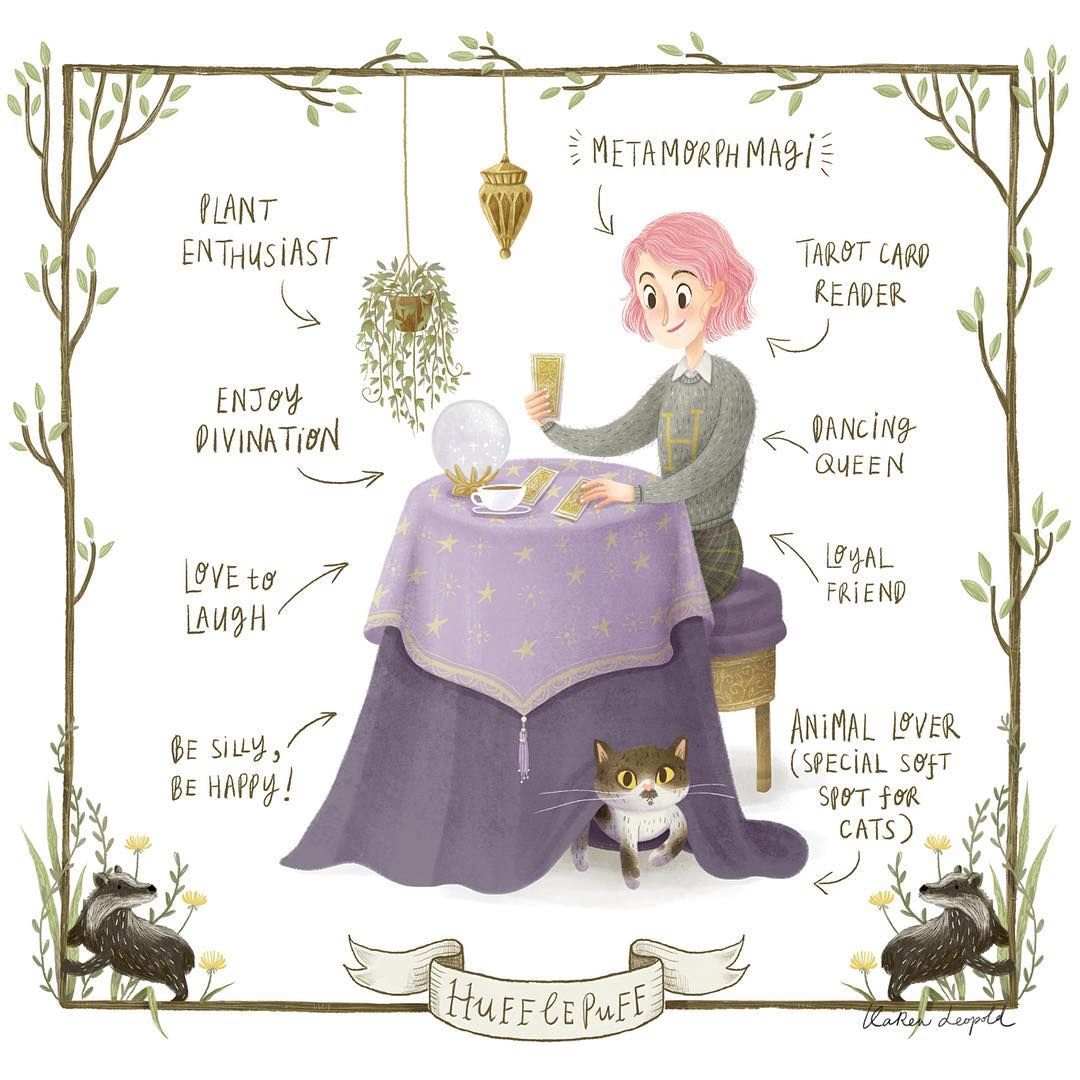 METAMORPHMAGi
PLANT
ENTHUSiAST
TAROT CARD
READER
ENJOY
DIVINATiON
DANCiNG
QUEEN
LOVE to
LAUGH
LOYAL
FRiEND
BE SiLLY,
BE HAPPY!
ANiMAL LOVER
(SPECIAL SOFT
SPOT fOR
CATS)
H
HUFFlEPuFF
Karen Leopold